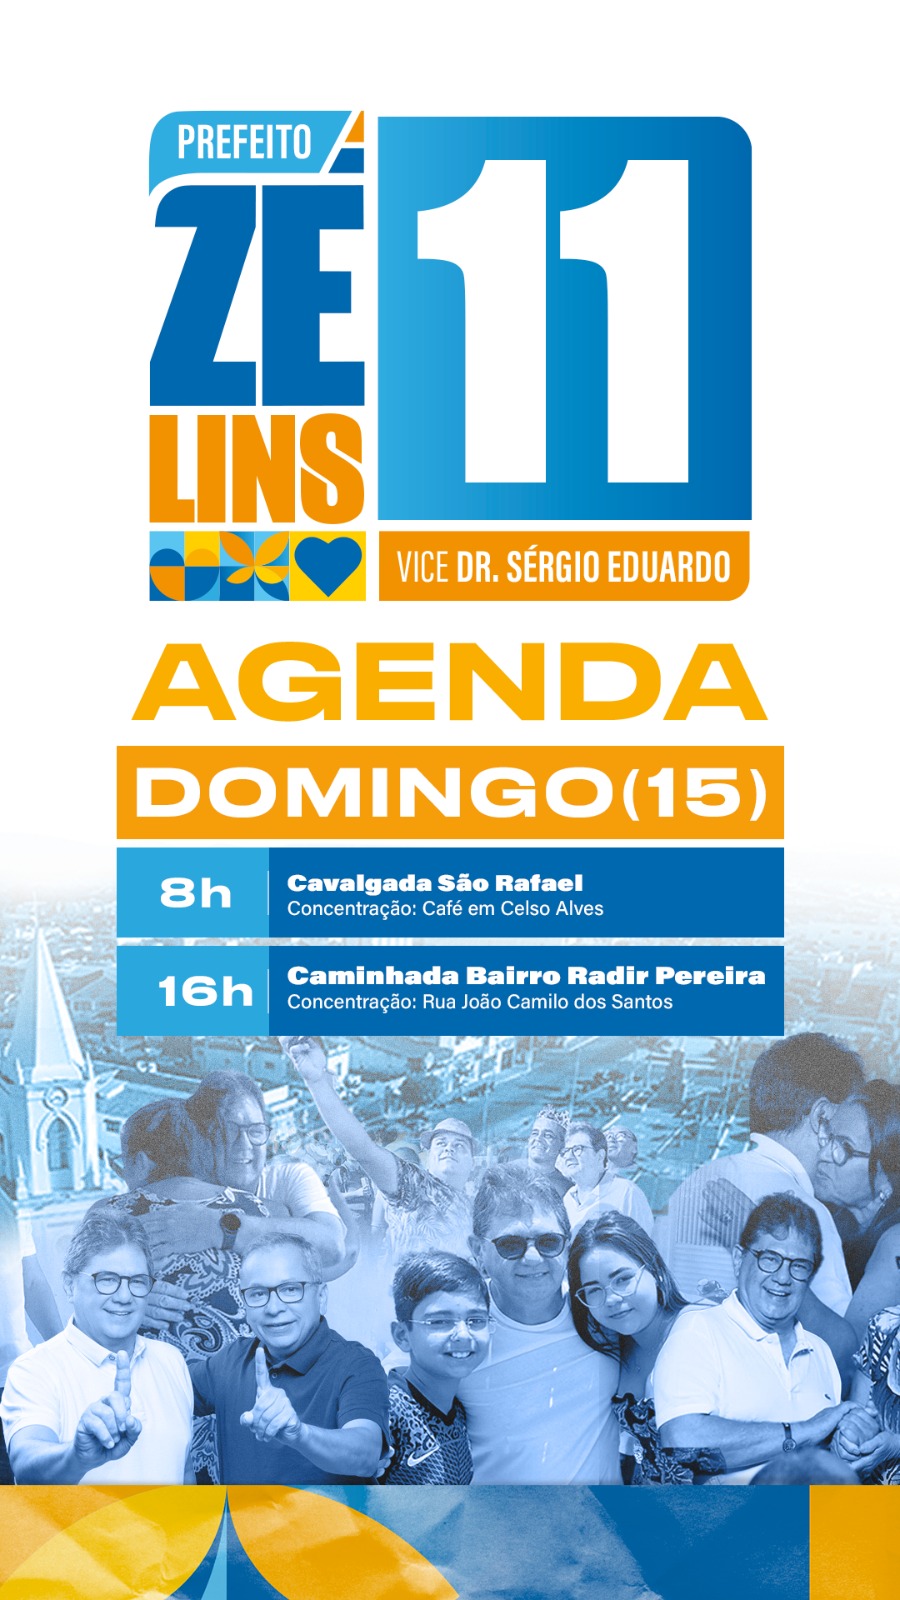 PREFEITO
ZÉ
LINS
11
VICE DR. SÉRGIO EDUARDO
AGENDA
DOMINGO(15)
8h
Cavalgada São Rafael
Concentração: Café em Celso Alves
16h
Caminhada Bairro Radir Pereira
Concentração: Rua João Camilo dos Santos